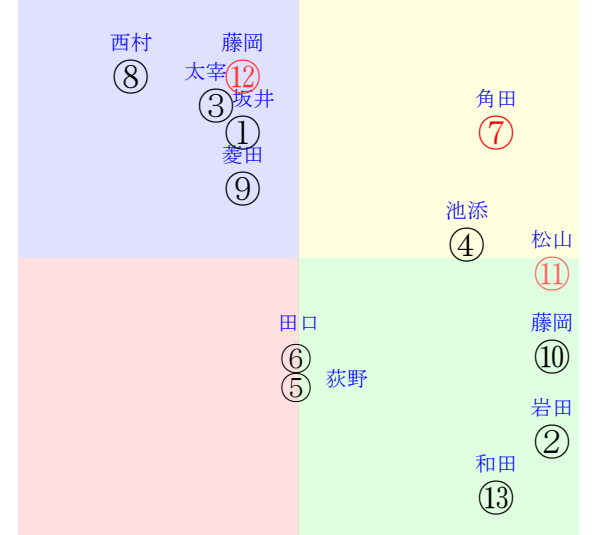 西村
⑧
藤岡
⑫
太宰
③
坂井
①
菱田
⑨
角田
⑦
池添
④
松山
⑪
田口
⑥
⑤
荻野
藤岡
⑩
岩田
②
和田
⑬